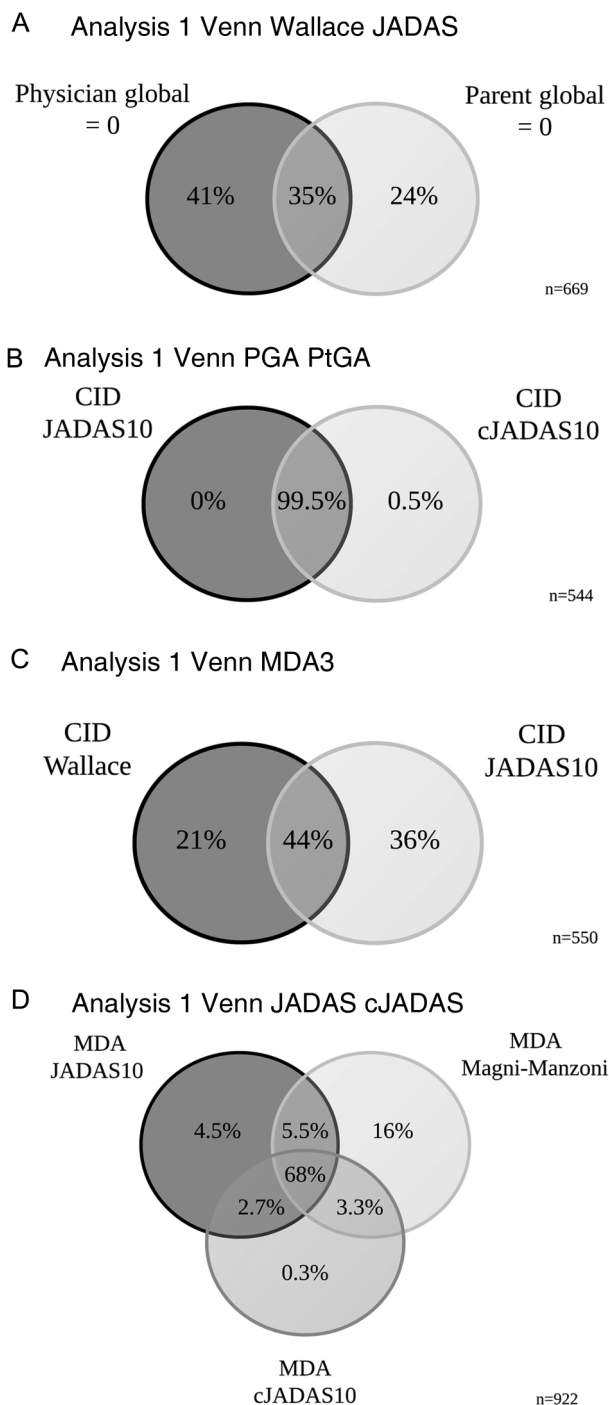 A Analysis 1 Venn Wallace JADAS
Physician global
= 0
Parent global
= 0
41% 35% 24%
n=669
B Analysis 1 Venn PGA PtGA
CID
JADAS10
CID
cJADAS10
0% 99.5% 0.5%
n=544
C Analysis 1 Venn MDA3
CID
Wallace
CID
JADAS10
21% 44% 36%
n=550
D Analysis 1 Venn JADAS cJADAS
MDA
JADAS10
MDA
Magni-Manzoni
4.5% 5.5% 16%
68%
2.7% 3.3%
0.3%
MDA
cJADAS10
n=922